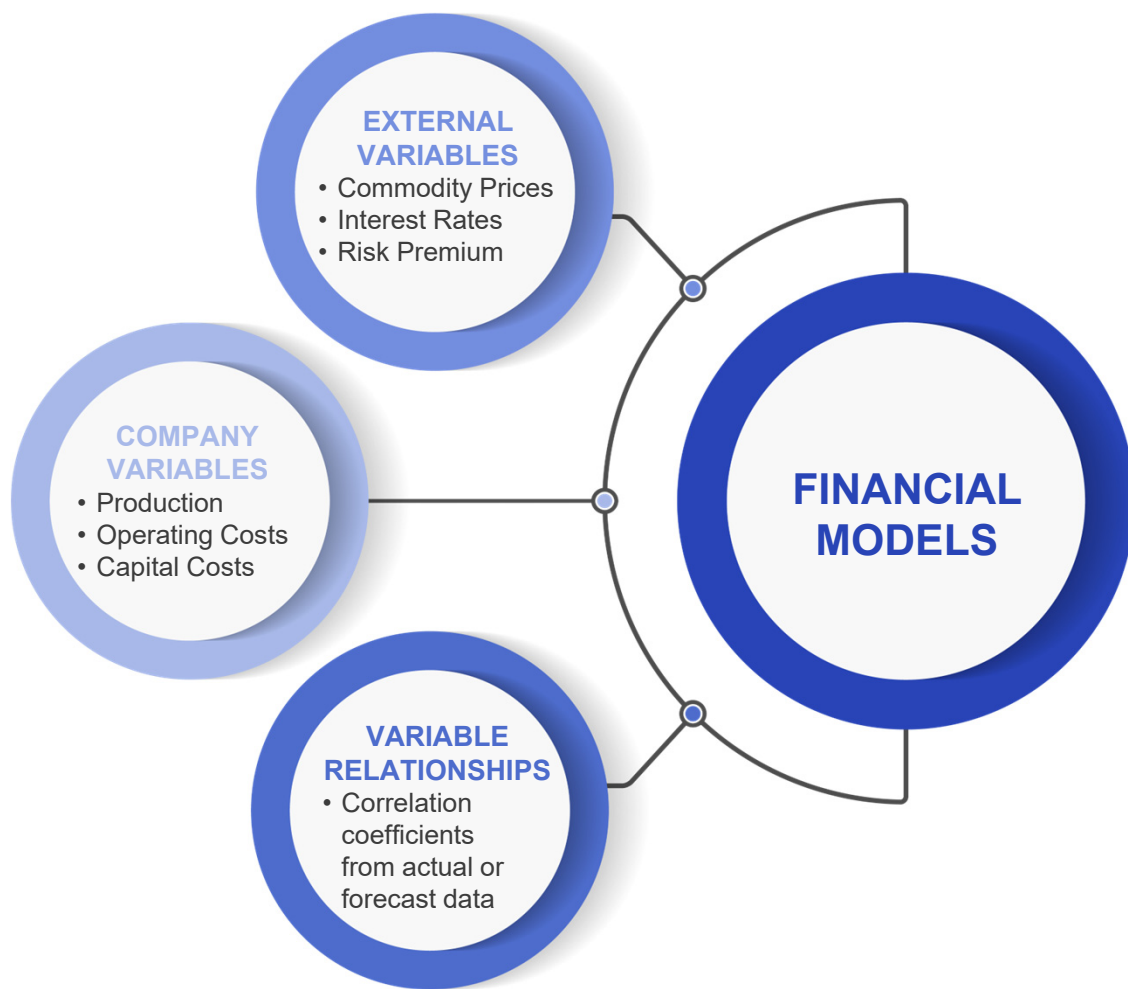 EXTERNAL
VARIABLES
• Commodity Prices
• Interest Rates
• Risk Premium
COMPANY
VARIABLES
• Production
• Operating Costs
• Capital Costs
VARIABLE
RELATIONSHIPS
• Correlation
coefficients
from actual or
forecast data
FINANCIAL
MODELS